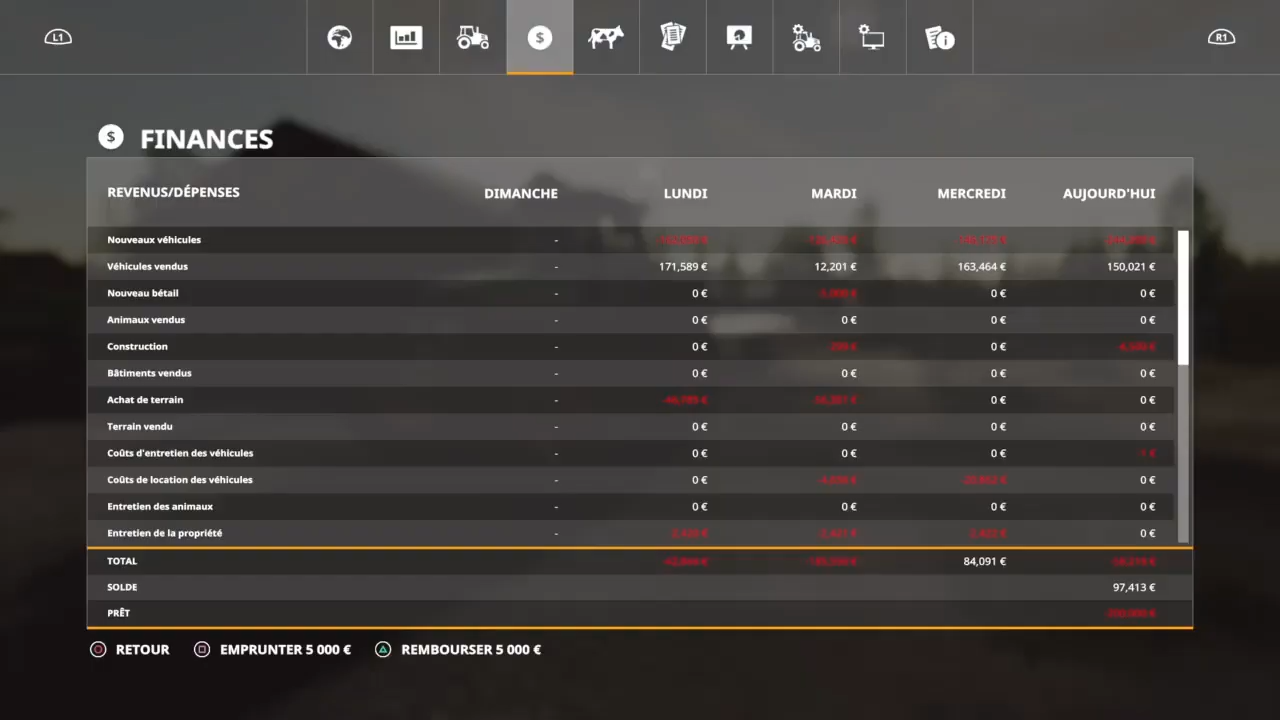 L1
R1
FINANCES
REVENUS/DÉPENSES DIMANCHE LUNDI MARDI MERCREDI AUJOURD'HUI
Nouveaux véhicules -
Véhicules vendus - 171,589 € 12,201 € 163,464 € 150,021 €
Nouveau bétail - 0 € 0 € 0 €
Animaux vendus - 0 € 0 € 0 € 0 €
Construction - 0 € 0 €
Bâtiments vendus - 0 € 0 € 0 € 0 €
Achat de terrain - 0 € 0 €
Terrain vendu - 0 € 0 € 0 € 0 €
Coûts d'entretien des véhicules - 0 € 0 € 0 €
Coûts de location des véhicules - 0 € 0 €
Entretien des animaux - 0 € 0 € 0 € 0 €
Entretien de la propriété - 0 €
TOTAL 84,091 €
SOLDE 97,413 €
PRÊT
RETOUR EMPRUNTER 5 000 € REMBOURSER 5 000 €